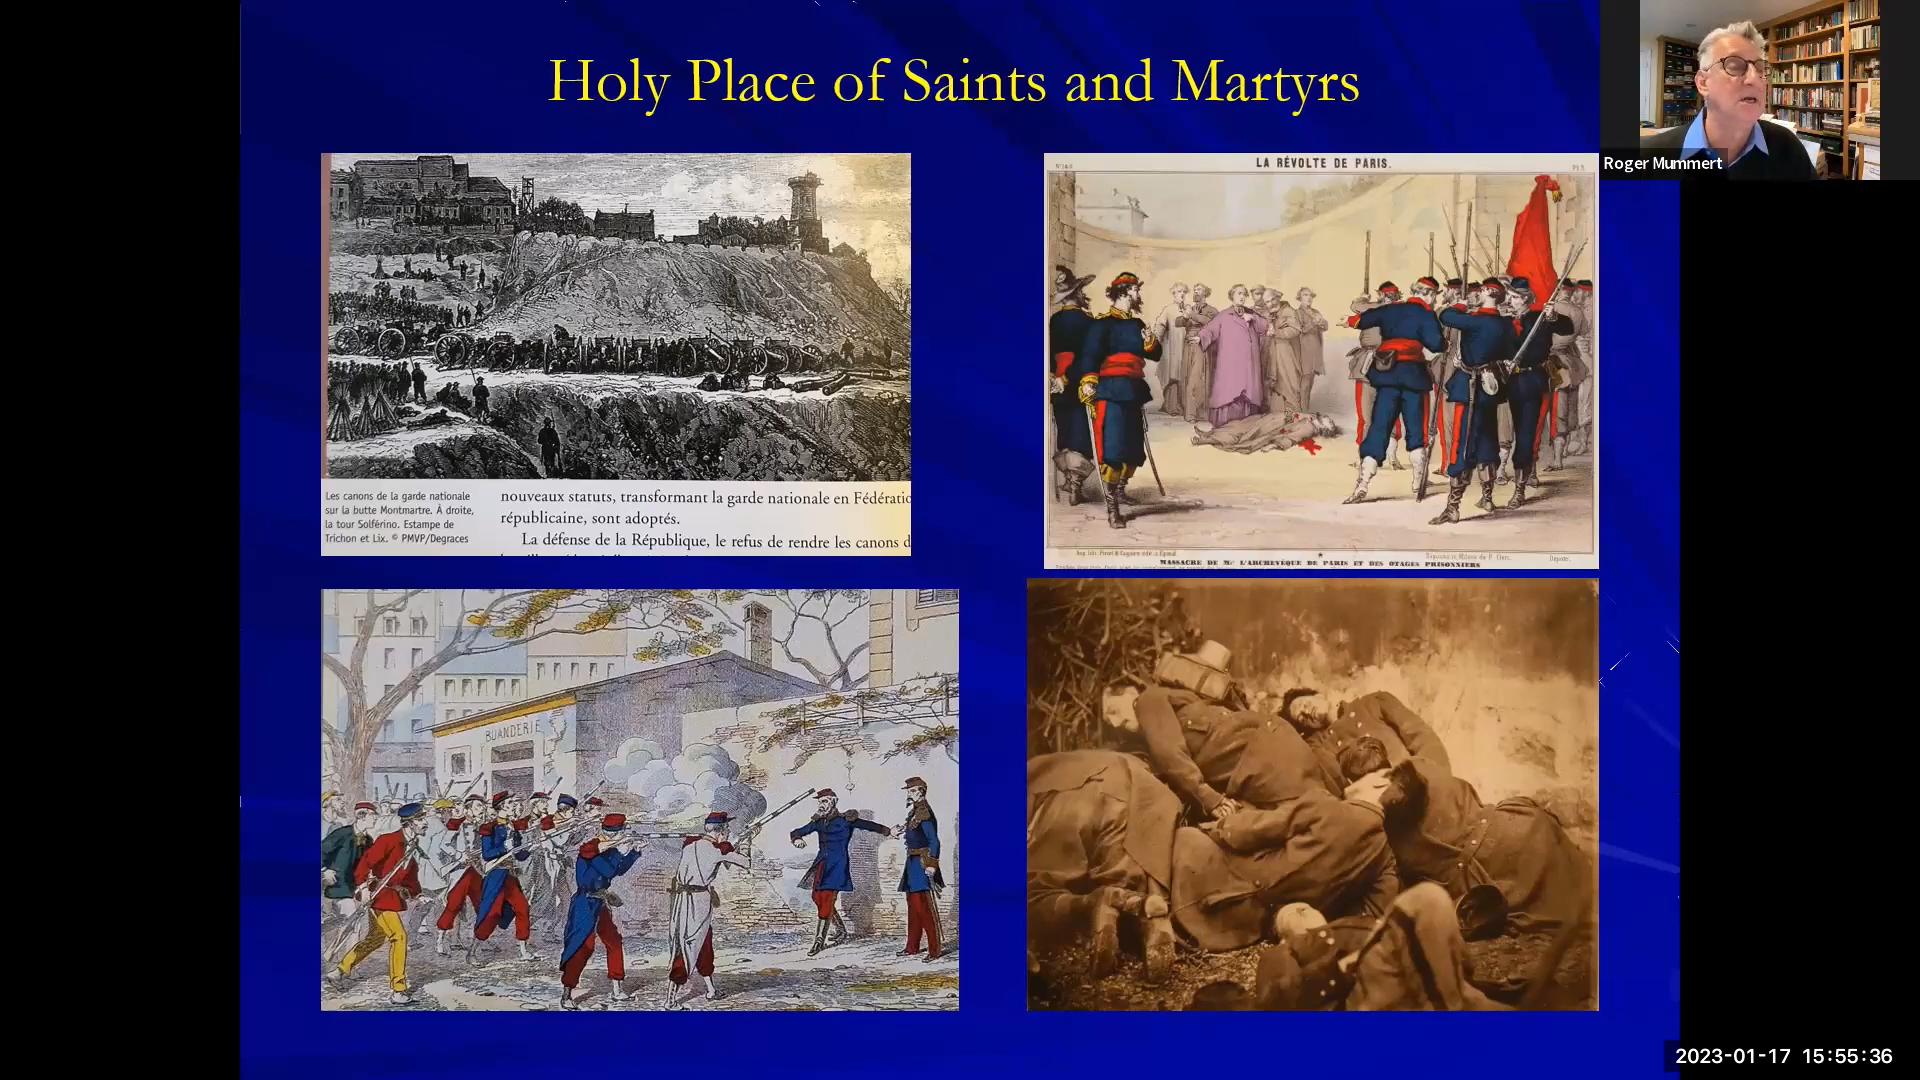 Holy Place of Saints and Martyrs
Roger Mummert
Les canons de la garde nationale
sur la butte Montmartre. À droite,
la tour Solférino. Estampe de
Trichon et Lix. © PMVP/Degraces
nouveaux statuts, transformant la garde nationale en Fédératio
républicaine, sont adoptés.
La défense de la République, le refus de rendre les canons d
LA RÉVOLTE DE PARIS.
MASSACRE DE Mr L'ARCHEVÊQUE DE PARIS ET DES OTAGES PRISONNIERS
BUANDERIE
2023-01-17 15:55:36